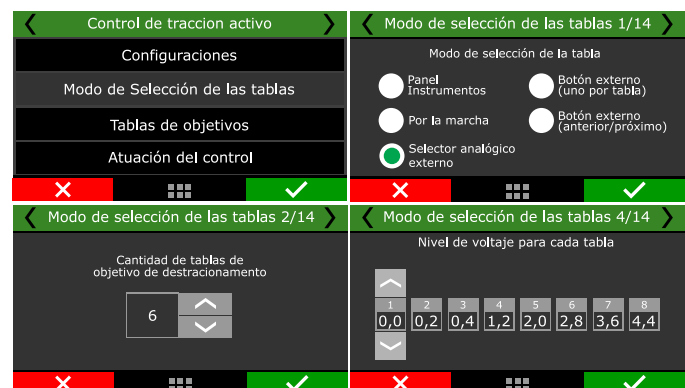 Control de traccion activo
Configuraciones
Modo de Selección de las tablas
Tablas de objetivos
Atuación del control
Modo de selección de las tablas 1/14
Modo de selección de la tabla
Panel
Instrumentos
Botón externo
(uno por tabla)
Por la marcha
Botón externo
(anterior/próximo)
Selector analógico
externo
Modo de selección de las tablas 2/14
Cantidad de tablas de
objetivo de destracionamento
6
Modo de selección de las tablas 4/14
Nivel de voltaje para cada tabla
1 2 3 4 5 6 7 8
0,0 0,2 0,4 1,2 2,0 2,8 3,6 4,4